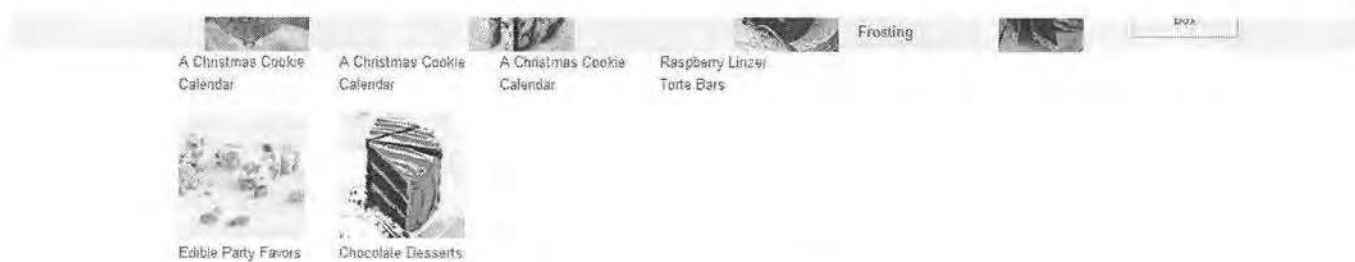 Frosting
box
A Christmas Cookie
Calendar
A Christmas Cookie
Calendar
A Christmas Cookie
Calendar
Raspberry Linzer
Torte Bars
Edible Party Favors
Chocolate Desserts